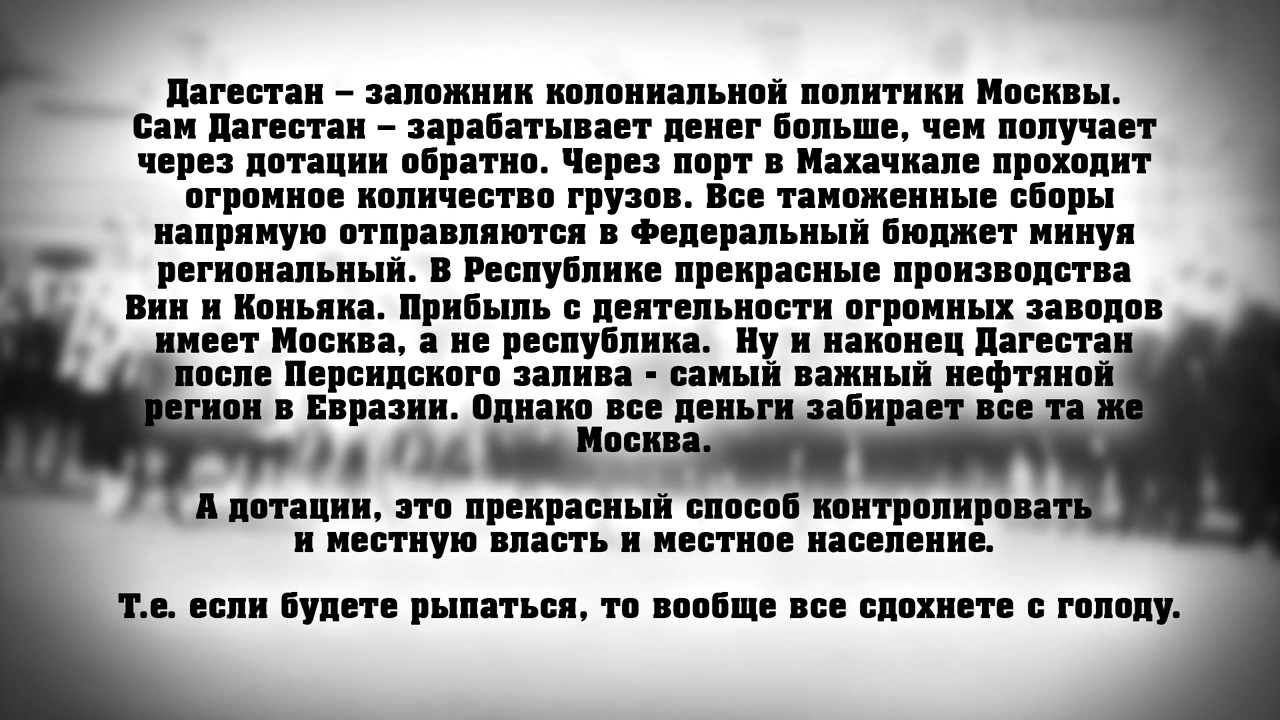 Дагестан – заложник колониальной политики Москвы.
Сам Дагестан – зарабатывает денег больше, чем получает
через дотации обратно. Через порт в Махачкале проходит
огромное количество грузов. Все таможенные сборы
напрямую отправляются в Федеральный бюджет минуя
региональный. В Республике прекрасные производства
Вин и Коньяка. Прибыль с деятельности огромных заводов
имеет Москва, а не республика.  Ну и наконец Дагестан
после Персидского залива - самый важный нефтяной
регион в Евразии. Однако все деньги забирает все та же
Москва.
А дотации, это прекрасный способ контролировать
и местную власть и местное население.
Т.е. если будете рыпаться, то вообще все сдохнете с голоду.